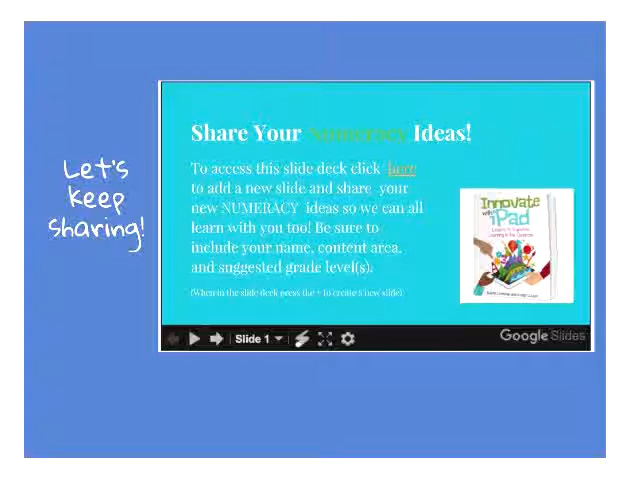 Let's
keep
sharing!
Share Your Numeracy Ideas!
To access this slide deck click here
to add a new slide and share your
new NUMERACY ideas so we can all
learn with you too! Be sure to
include your name, content area,
and suggested grade level(s).
(When in the slide deck press the + to create a new slide)
Innovate
with
iPad
Slide 1
Google Slides